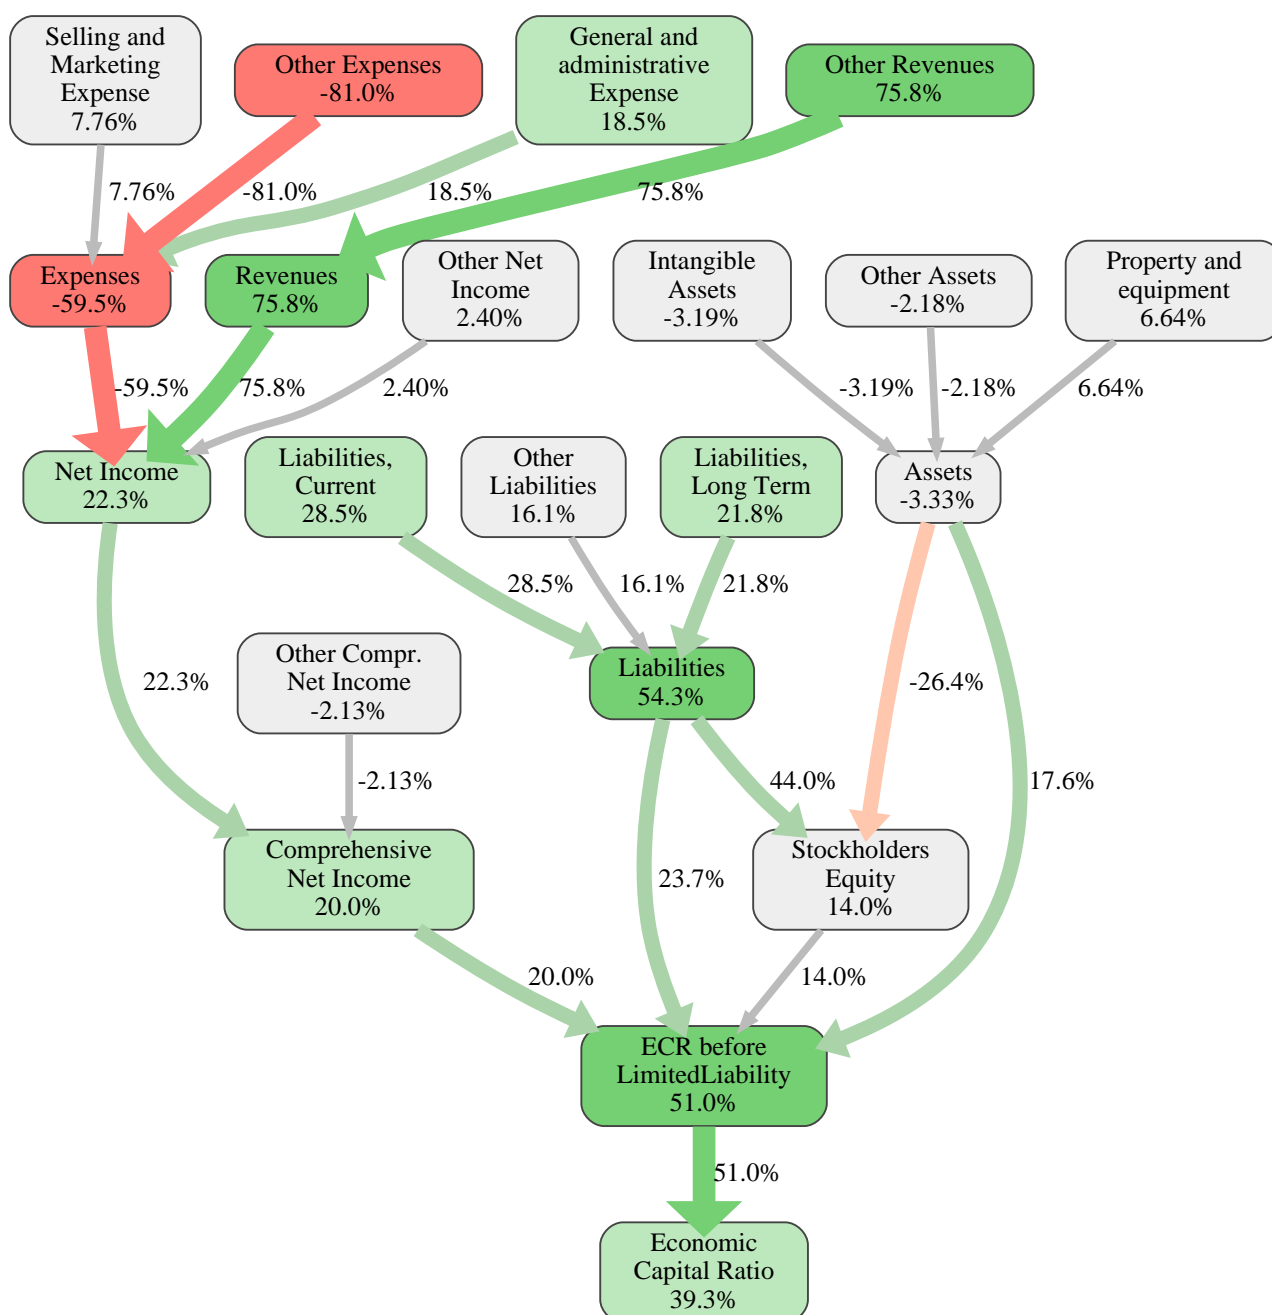 Selling and
Marketing
Expense
7.76%
Other Expenses
-81.0%
General and
administrative
Expense
18.5%
Other Revenues
75.8%
7.76%
-81.0%
18.5%
75.8%
Expenses
-59.5%
Revenues
75.8%
Other Net
Income
2.40%
Intangible
Assets
-3.19%
Other Assets
-2.18%
Property and
equipment
6.64%
-59.5%
75.8%
2.40%
-3.19%
-2.18%
6.64%
Net Income
22.3%
Liabilities,
Current
28.5%
Other
Liabilities
16.1%
Liabilities,
Long Term
21.8%
Assets
-3.33%
28.5%
16.1%
21.8%
22.3%
Other Compr.
Net Income
-2.13%
Liabilities
54.3%
-26.4%
-2.13%
44.0%
17.6%
Comprehensive
Net Income
20.0%
23.7%
Stockholders
Equity
14.0%
20.0%
14.0%
ECR before
LimitedLiability
51.0%
51.0%
Economic
Capital Ratio
39.3%